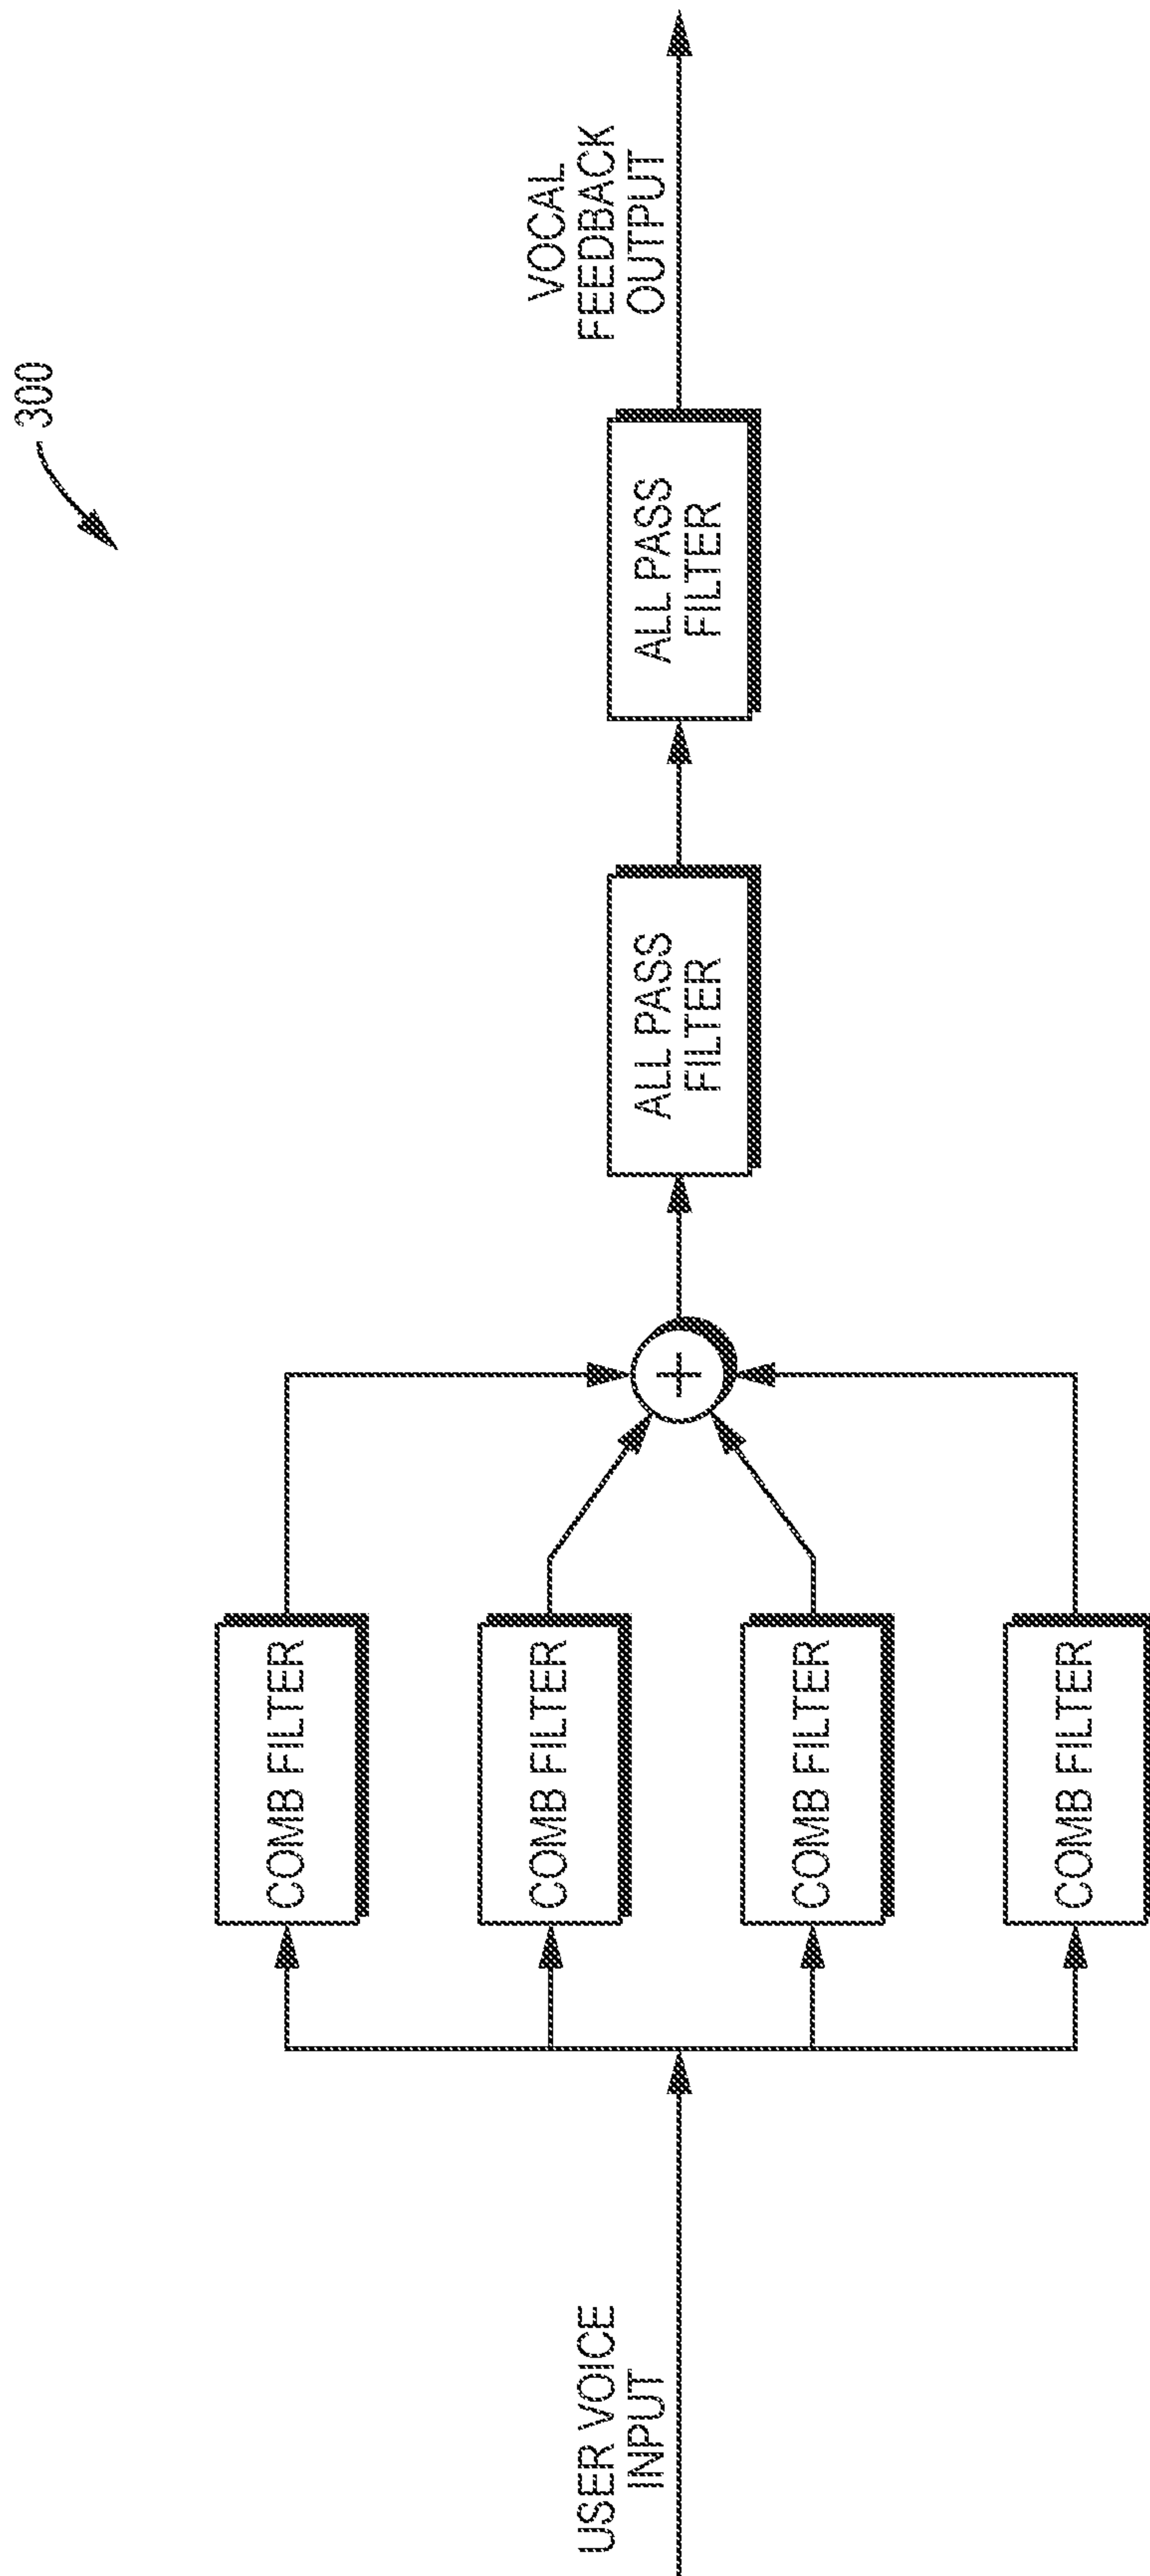 300
USER VOICE
INPUT
COMB FILTER
COMB FILTER
COMB FILTER
COMB FILTER
+
ALL PASS
FILTER
ALL PASS
FILTER
VOCAL
FEEDBACK
OUTPUT